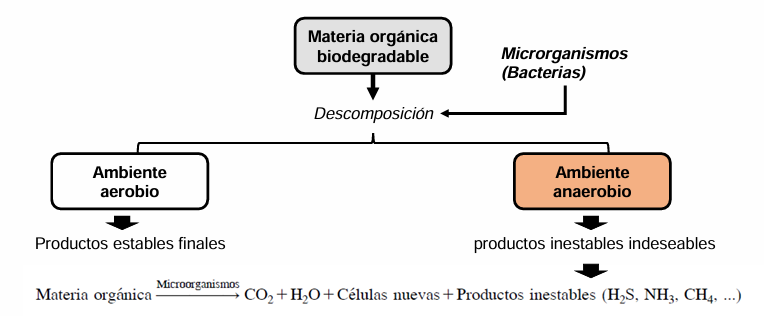 Materia orgánica
biodegradable
Microrganismos
(Bacterias)
Descomposición
Ambiente
aerobio
Ambiente
anaerobio
Productos estables finales
productos inestables indeseables
Microorganismos
Materia orgánica ⟶ CO₂ + H₂O + Células nuevas + Productos inestables (H₂S, NH₃, CH₄, ...)